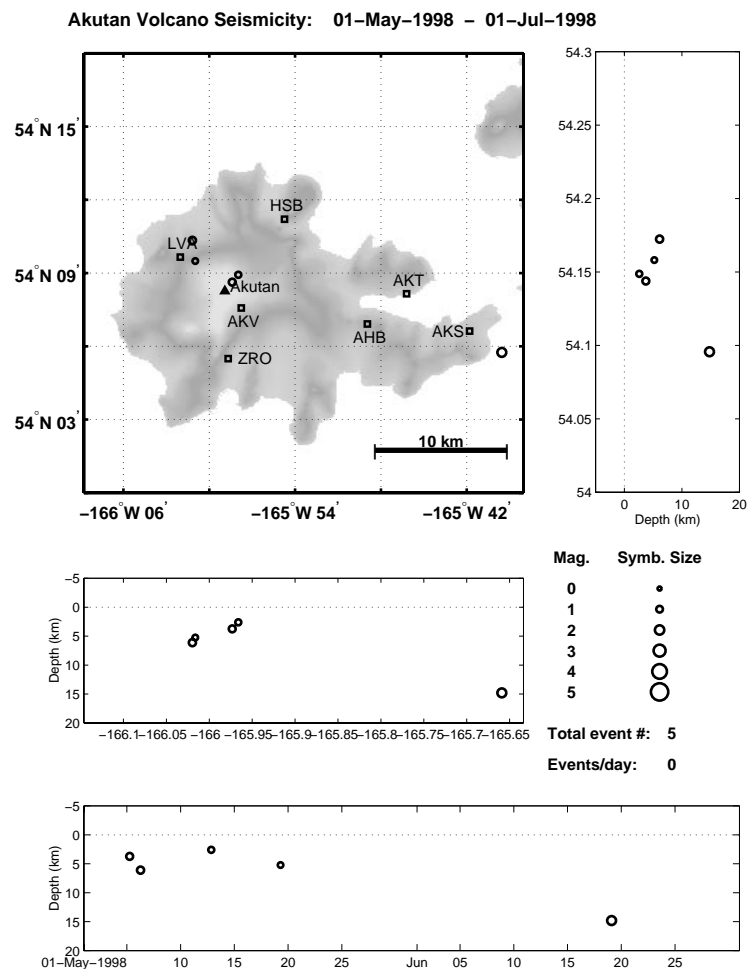 Akutan Volcano Seismicity: 01−May−1998 − 01−Jul−1998
54°N 15'
54°N 09'
54°N 03'
−166°W 06'
−165°W 54'
−165°W 42'
HSB
LVA
Akutan
AKT
AKV
AHB
AKS
ZRO
10 km
54.3
54.25
54.2
54.15
54.1
54.05
54
0
10
20
Depth (km)
−5
0
5
10
15
20
Depth (km)
−166.1
−166.05
−166
−165.95
−165.9
−165.85
−165.8
−165.75
−165.7
−165.65
Mag. Symb. Size
0
1
2
3
4
5
Total event #: 5
Events/day: 0
−5
0
5
10
15
20
Depth (km)
01−May−1998
10
15
20
25
Jun
05
10
15
20
25